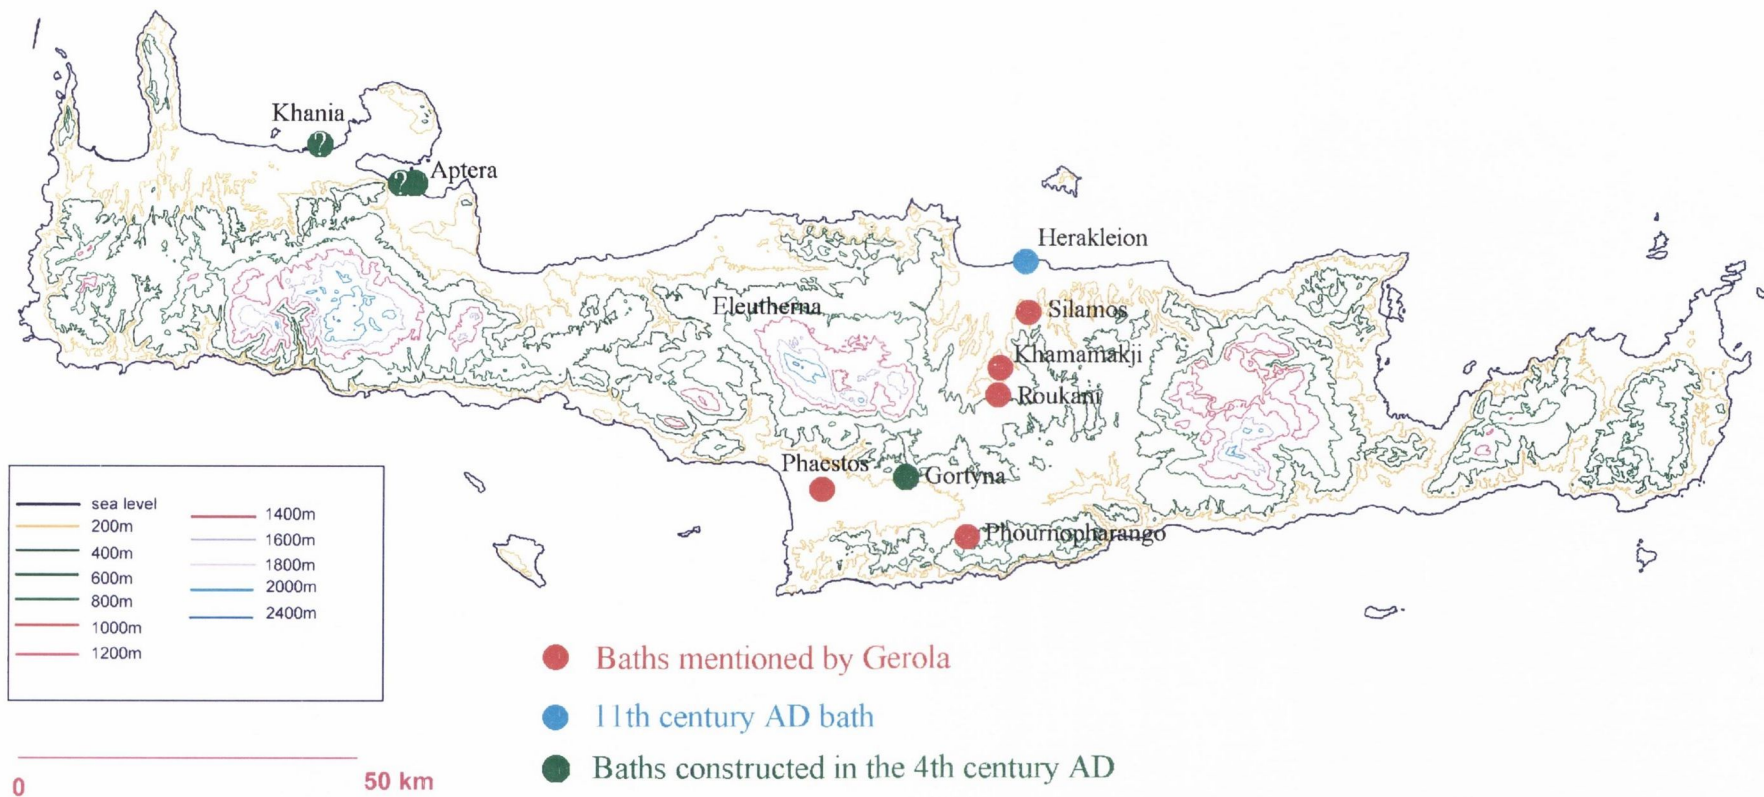 Khania
?
? Aptera
Herakleion
Eleutherna
Silamos
Khamamakji
Roukani
Phaestos
Gortyna
Phournopharango
sea level
200m
400m
600m
800m
1000m
1200m
1400m
1600m
1800m
2000m
2400m
Baths mentioned by Gerola
11th century AD bath
Baths constructed in the 4th century AD
0 50 km